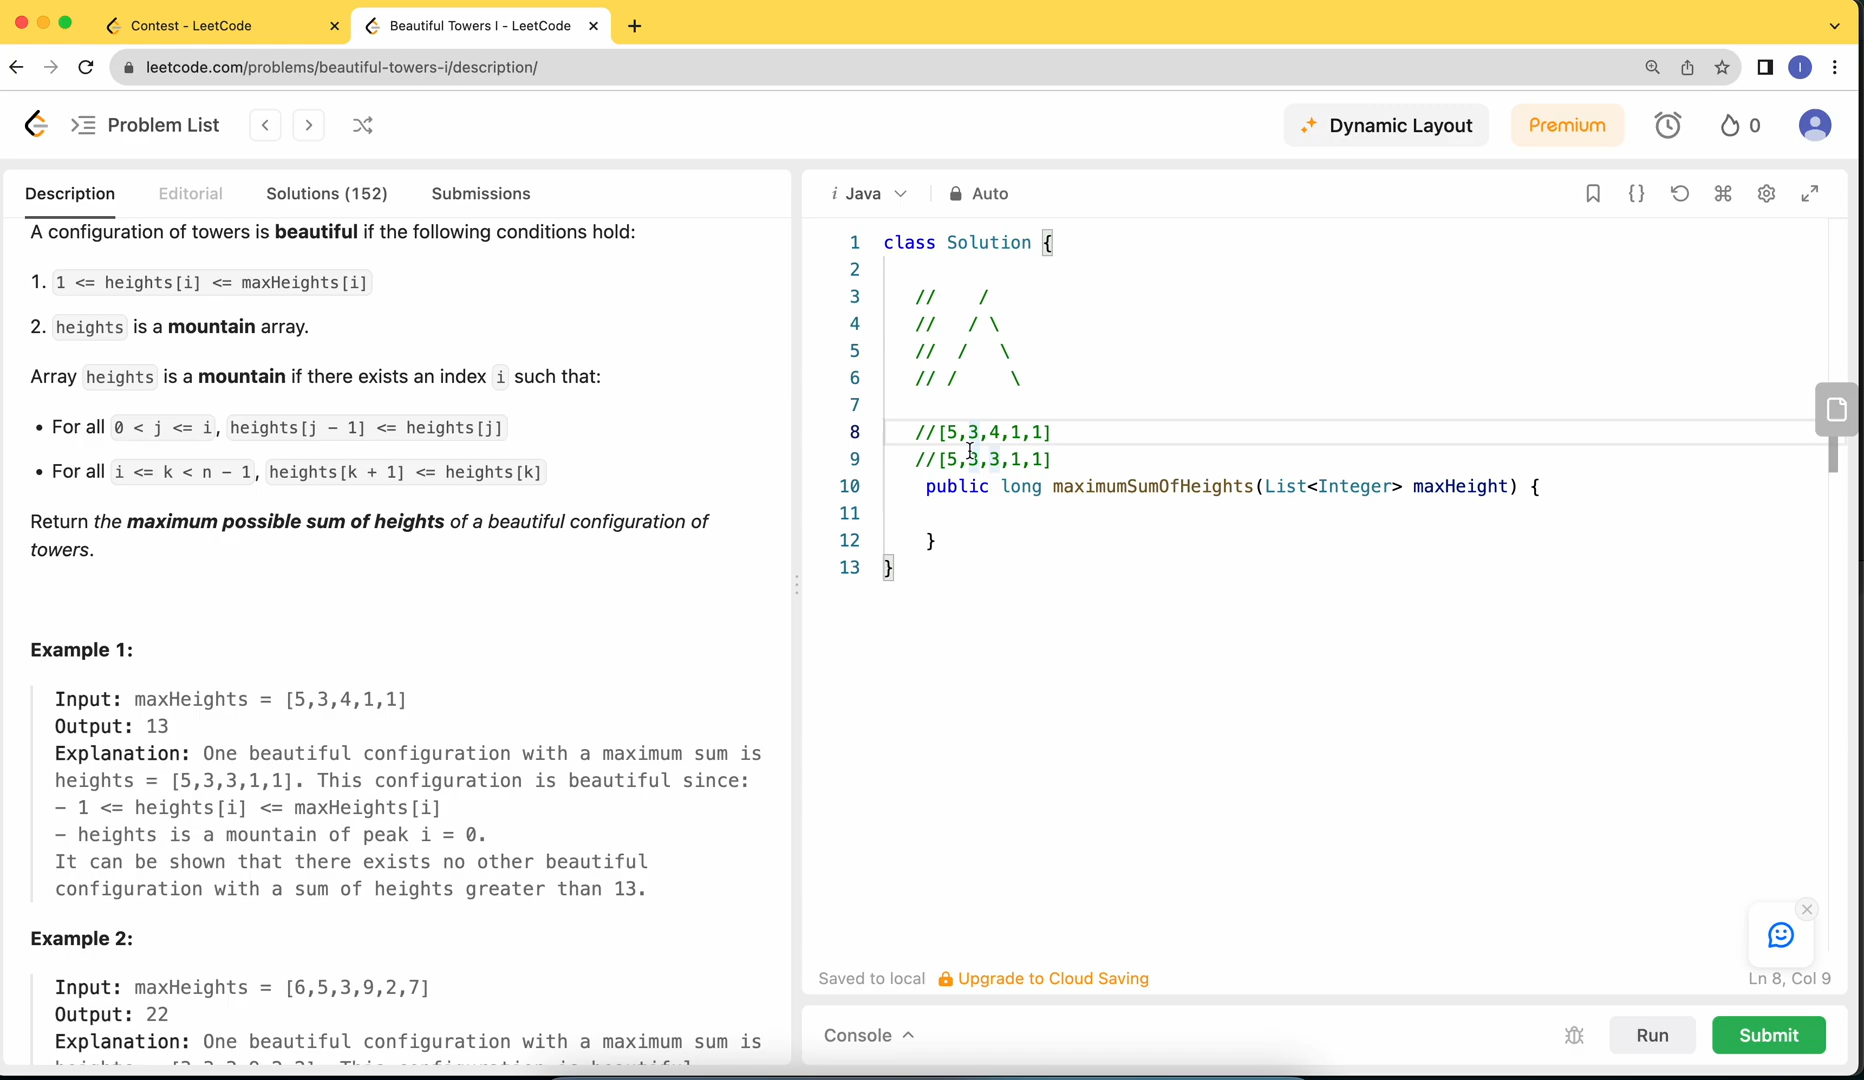 Contest - LeetCode
Beautiful Towers I - LeetCode
leetcode.com/problems/beautiful-towers-i/description/
I
Problem List
Dynamic Layout
Premium
0
Description
Editorial
Solutions (152)
Submissions
A configuration of towers is beautiful if the following conditions hold:
1. 1 <= heights[i] <= maxHeights[i]
2. heights is a mountain array.
Array heights is a mountain if there exists an index i such that:
• For all 0 < j <= i, heights[j - 1] <= heights[j]
• For all i <= k < n - 1, heights[k + 1] <= heights[k]
Return the maximum possible sum of heights of a beautiful configuration of
towers.
Example 1:
Input: maxHeights = [5,3,4,1,1]
Output: 13
Explanation: One beautiful configuration with a maximum sum is
heights = [5,3,3,1,1]. This configuration is beautiful since:
- 1 <= heights[i] <= maxHeights[i]
- heights is a mountain of peak i = 0.
It can be shown that there exists no other beautiful
configuration with a sum of heights greater than 13.
Example 2:
Input: maxHeights = [6,5,3,9,2,7]
Output: 22
Explanation: One beautiful configuration with a maximum sum is
i Java
Auto
1 class Solution {
2
3 //    /
4 //   / \
5 //  /   \
6 // /     \
7
8 //[5,3,4,1,1]
9 //[5,3,3,1,1]
10 public long maximumSumOfHeights(List<Integer> maxHeight) {
11
12 }
13 }
Saved to local
Upgrade to Cloud Saving
Ln 8, Col 9
Console
Run
Submit